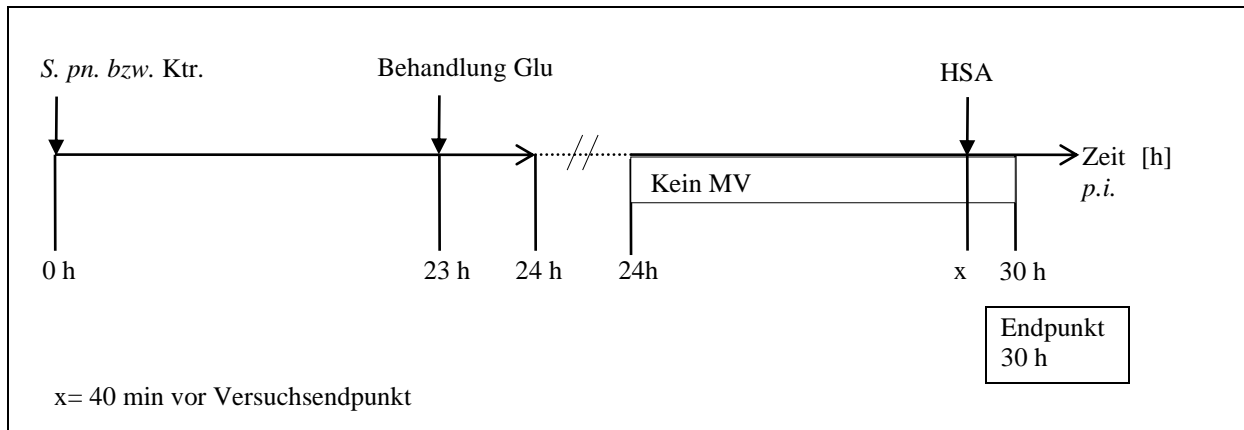 S. pn. bzw. Ktr.
Behandlung Glu
HSA
Zeit [h]
p.i.
Kein MV
0 h
23 h
24 h
24h
x
30 h
Endpunkt
30 h
x= 40 min vor Versuchsendpunkt